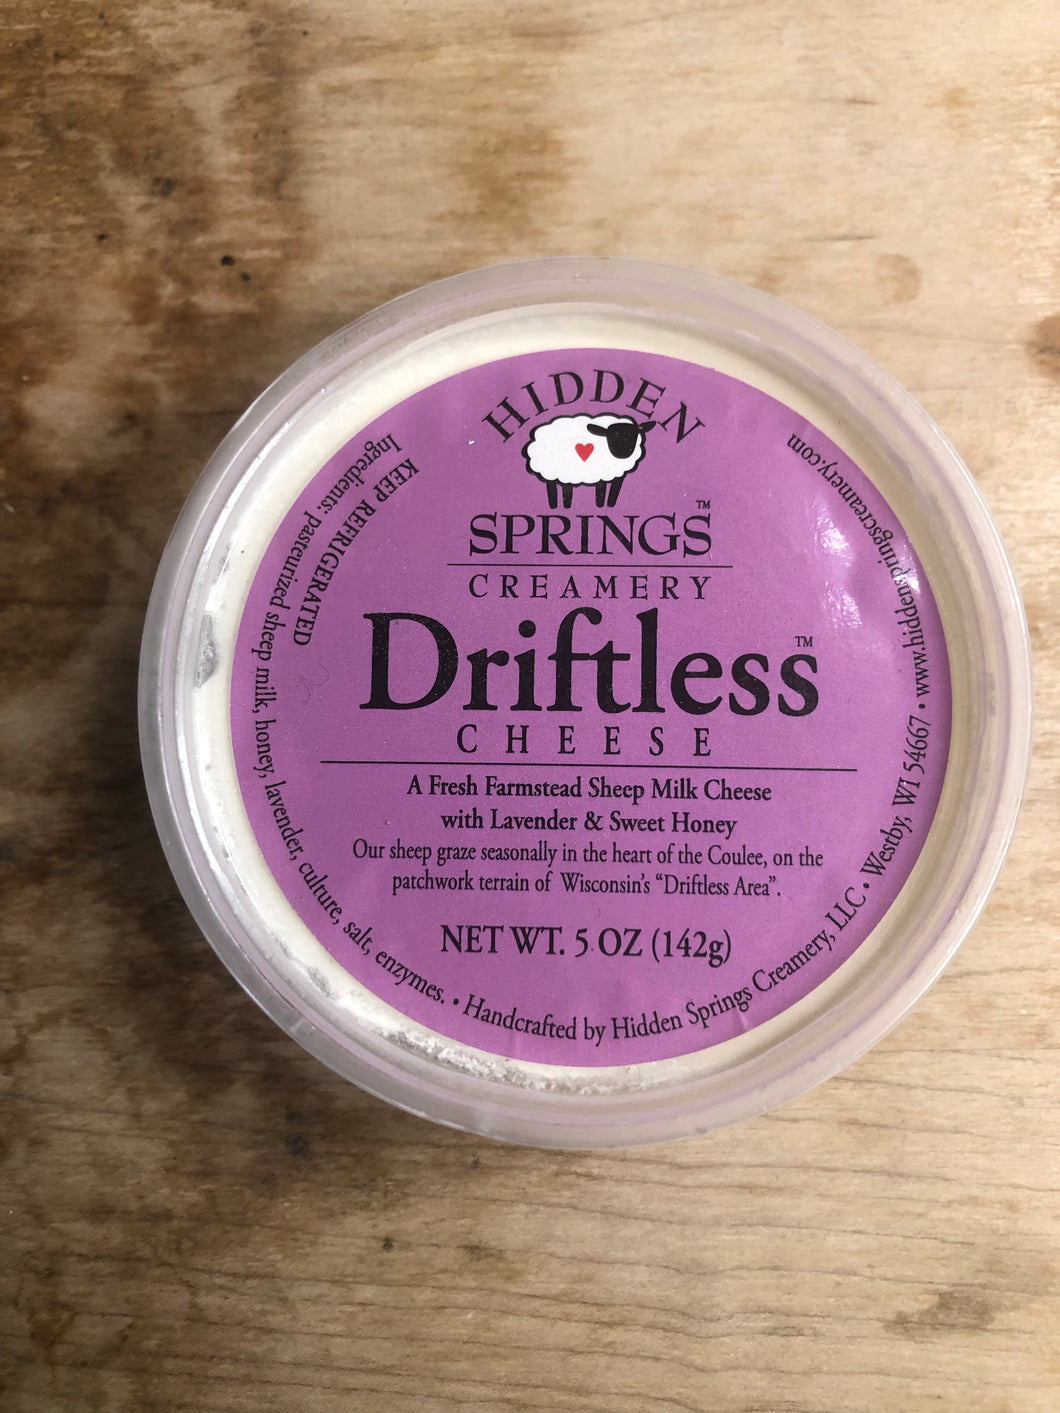 HIDDEN
SPRINGS™
CREAMERY
Driftless™
CHEESE
A Fresh Farmstead Sheep Milk Cheese
with Lavender & Sweet Honey
Our sheep graze seasonally in the heart of the Coulee, on the
patchwork terrain of Wisconsin's "Driftless Area".
NET WT. 5 OZ (142g)
KEEP REFRIGERATED
Ingredients: pasteurized sheep milk, honey, lavender, culture, salt, enzymes. • Handcrafted by Hidden Springs Creamery, LLC • Westby, WI 54667 • www.hiddenspringscreamery.com